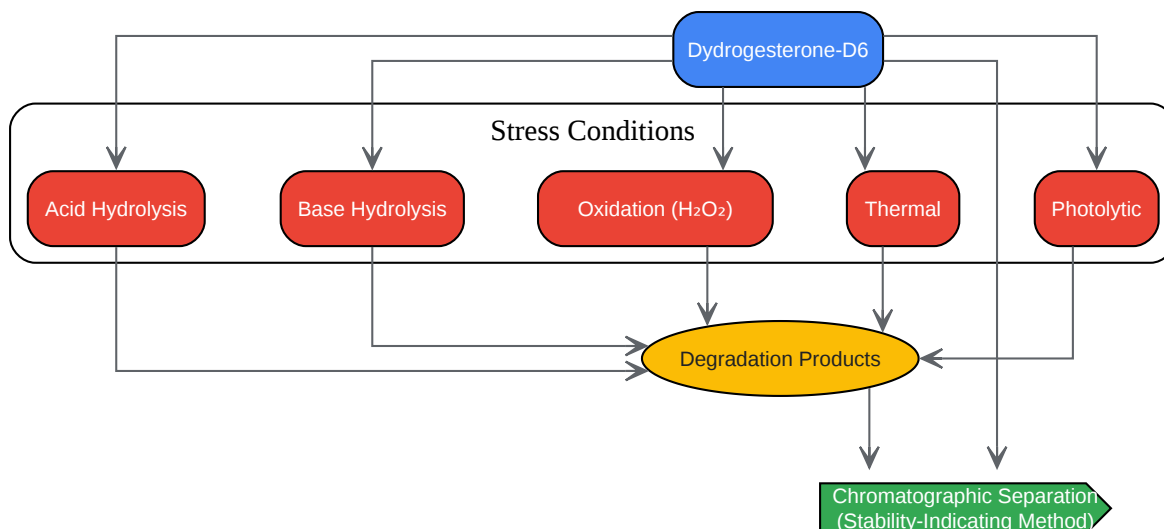 Dydrogesterone-D6
Stress Conditions
Acid Hydrolysis
Base Hydrolysis
Oxidation (H₂O₂)
Thermal
Photolytic
Degradation Products
Chromatographic Separation
(Stability-Indicating Method)